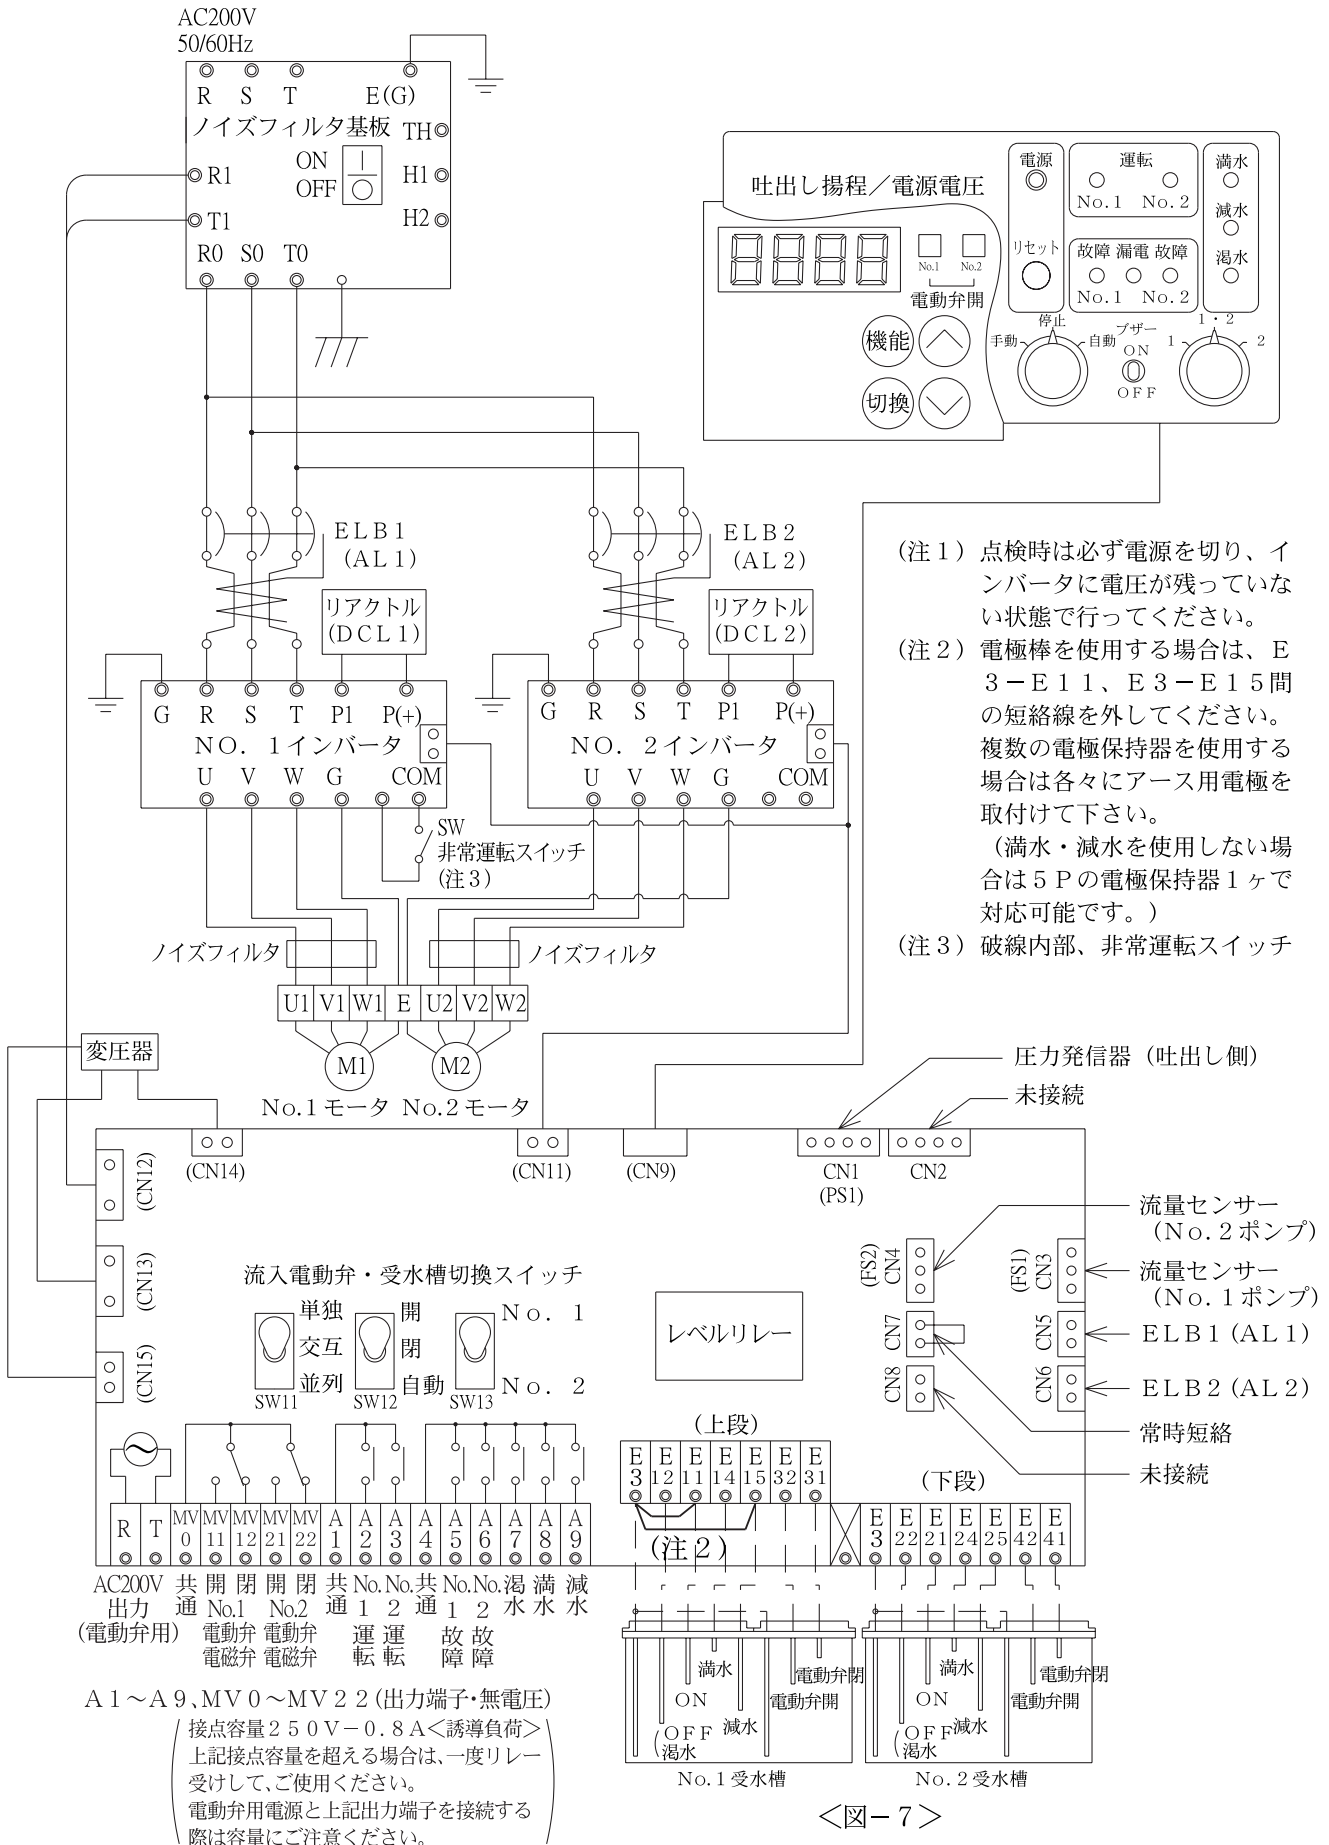 AC200V
50/60Hz
R S T E(G)
ノイズフィルタ基板 TH
ON
OFF
R1 H1
T1 H2
R0 S0 T0
吐出し揚程／電源電圧
No.1 No.2
電動弁開
機能
切換
電源
リセット
運転
No.1 No.2
故障 漏電 故障
No.1 No.2
満水
減水
渇水
停止
手動 自動
ブザー
ON
OFF
1・2
1 2
ELB1
(AL1)
ELB2
(AL2)
リアクトル
(DCL1)
リアクトル
(DCL2)
G R S T P1 P(+)
NO. 1インバータ
U V W G COM
G R S T P1 P(+)
NO. 2インバータ
U V W G COM
SW
非常運転スイッチ
(注3)
(注1) 点検時は必ず電源を切り、イ
ンバータに電圧が残っていな
い状態で行ってください。
(注2) 電極棒を使用する場合は、E
3－E11、E3－E15間
の短絡線を外してください。
複数の電極保持器を使用する
場合は各々にアース用電極を
取付けて下さい。
（満水・減水を使用しない場
合は5Pの電極保持器1ヶで
対応可能です。）
(注3) 破線内部、非常運転スイッチ
ノイズフィルタ
ノイズフィルタ
U1 V1 W1 E U2 V2 W2
M1 M2
No.1モータ No.2モータ
変圧器
圧力発信器（吐出し側）
未接続
(CN14)
(CN11)
(CN9)
CN1
(PS1)
CN2
(CN12)
(CN13)
(CN15)
流量センサー
（No.2ポンプ）
流量センサー
（No.1ポンプ）
ELB1(AL1)
ELB2(AL2)
常時短絡
未接続
(FS2)
CN4
(FS1)
CN3
CN7
CN5
CN8
CN6
流入電動弁・受水槽切換スイッチ
単独
交互
並列
SW11
開
閉
自動
SW12
No. 1
No. 2
SW13
レベルリレー
(上段)
E3 E12 E11 E14 E15 E32 E31
(注2)
(下段)
E3 E22 E21 E24 E25 E42 E41
R T MV0 MV11 MV12 MV21 MV22 A1 A2 A3 A4 A5 A6 A7 A8 A9
AC200V
出力
(電動弁用)
共通
開 閉
No.1
電動弁
電磁弁
開 閉
No.2
電動弁
電磁弁
共通
No.1運転
No.2運転
共通
No.1故障
No.2故障
渇水
満水
減水
A1～A9、MV0～MV22(出力端子・無電圧)
接点容量250V－0.8A＜誘導負荷＞
上記接点容量を超える場合は、一度リレー
受けして、ご使用ください。
電動弁用電源と上記出力端子を接続する
際は容量にご注意ください。
満水
電動弁閉
ON
電動弁開
(OFF
渇水
減水
No.1受水槽
満水
電動弁閉
ON
電動弁開
(OFF
渇水
減水
No.2受水槽
＜図－7＞